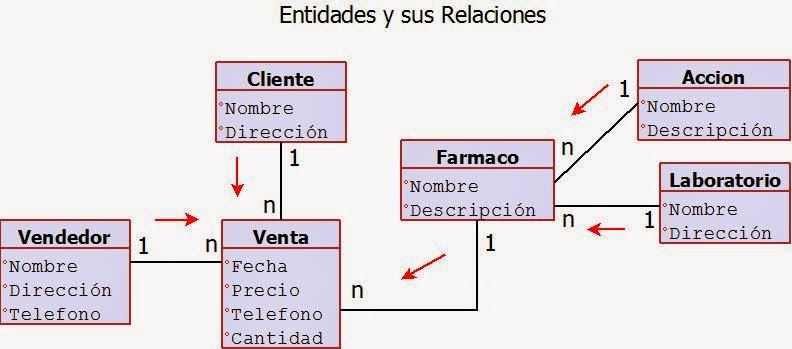 Entidades y sus Relaciones
Cliente
Nombre
Dirección
1
n
Accion
Nombre
Descripción
1
n
Farmaco
Nombre
Descripción
Laboratorio
Nombre
Dirección
1
n
Vendedor
Nombre
Dirección
Telefono
1
n
Venta
Fecha
Precio
Telefono
Cantidad
1
n